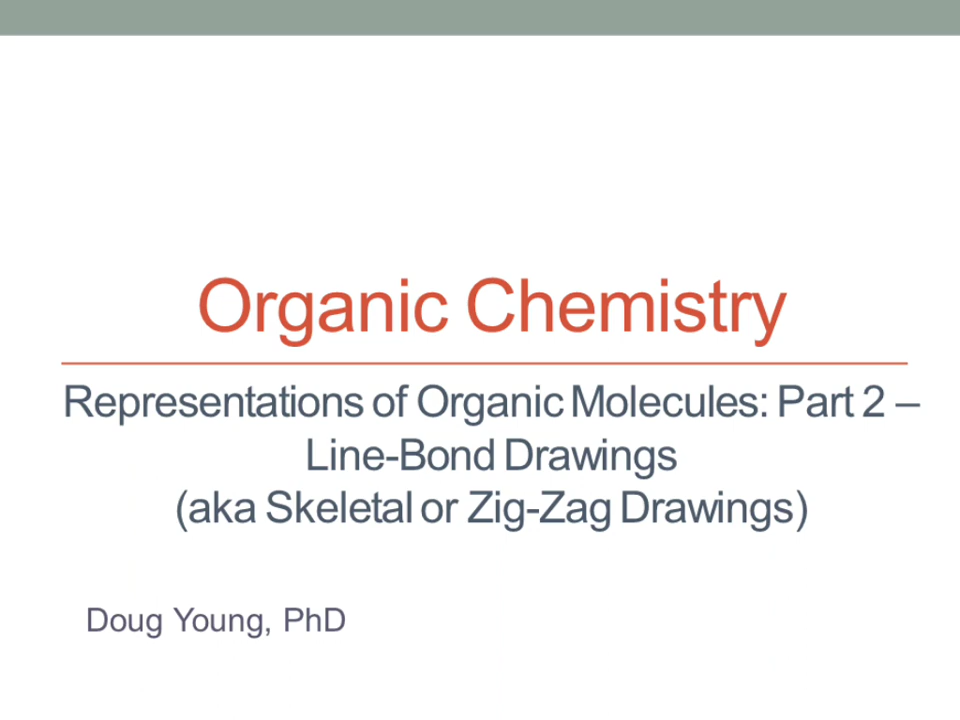 Organic Chemistry
Representations of Organic Molecules: Part 2 –
Line-Bond Drawings
(aka Skeletal or Zig-Zag Drawings)
Doug Young, PhD